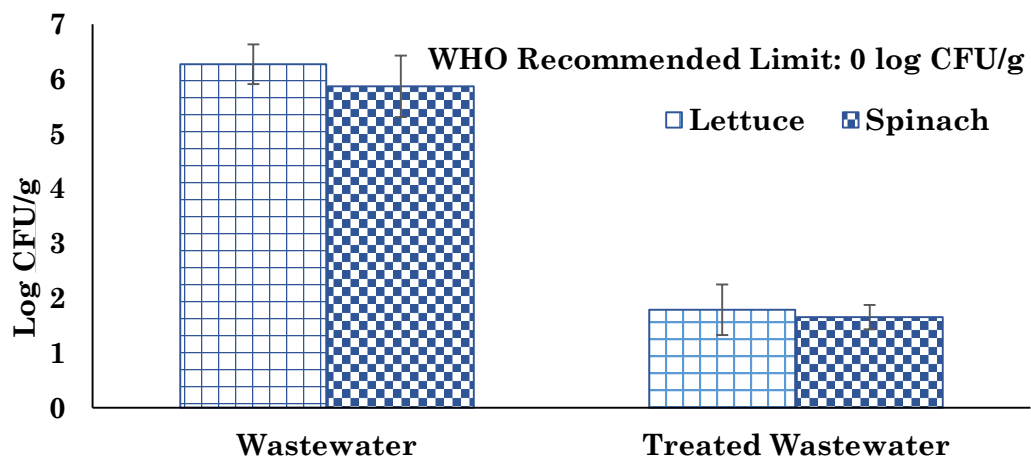 7
6
5
4
3
2
1
0
Log CFU/g
WHO Recommended Limit: 0 log CFU/g
Lettuce Spinach
Wastewater Treated Wastewater